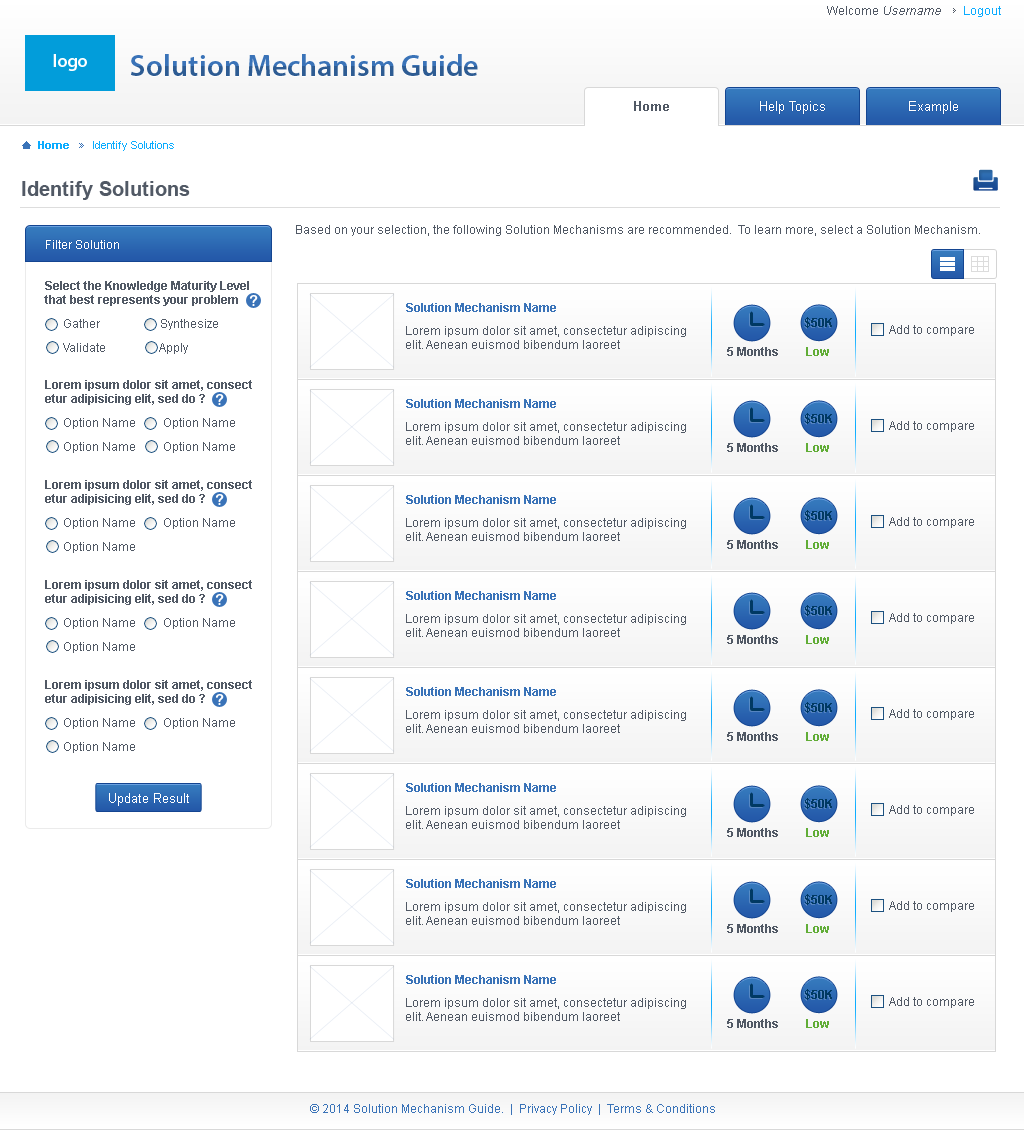 Welcome Username › Logout
logo
Solution Mechanism Guide
Home
Help Topics
Example
Home » Identify Solutions
Identify Solutions
Filter Solution
Select the Knowledge Maturity Level
that best represents your problem ?
Gather
Synthesize
Validate
Apply
Lorem ipsum dolor sit amet, consect
etur adipisicing elit, sed do ? ?
Option Name
Option Name
Option Name
Option Name
Lorem ipsum dolor sit amet, consect
etur adipisicing elit, sed do ? ?
Option Name
Option Name
Option Name
Lorem ipsum dolor sit amet, consect
etur adipisicing elit, sed do ? ?
Option Name
Option Name
Option Name
Lorem ipsum dolor sit amet, consect
etur adipisicing elit, sed do ? ?
Option Name
Option Name
Option Name
Update Result
Based on your selection, the following Solution Mechanisms are recommended. To learn more, select a Solution Mechanism.
Solution Mechanism Name
Lorem ipsum dolor sit amet, consectetur adipiscing
elit. Aenean euismod bibendum laoreet
5 Months
$50K
Low
Add to compare
Solution Mechanism Name
Lorem ipsum dolor sit amet, consectetur adipiscing
elit. Aenean euismod bibendum laoreet
5 Months
$50K
Low
Add to compare
Solution Mechanism Name
Lorem ipsum dolor sit amet, consectetur adipiscing
elit. Aenean euismod bibendum laoreet
5 Months
$50K
Low
Add to compare
Solution Mechanism Name
Lorem ipsum dolor sit amet, consectetur adipiscing
elit. Aenean euismod bibendum laoreet
5 Months
$50K
Low
Add to compare
Solution Mechanism Name
Lorem ipsum dolor sit amet, consectetur adipiscing
elit. Aenean euismod bibendum laoreet
5 Months
$50K
Low
Add to compare
Solution Mechanism Name
Lorem ipsum dolor sit amet, consectetur adipiscing
elit. Aenean euismod bibendum laoreet
5 Months
$50K
Low
Add to compare
Solution Mechanism Name
Lorem ipsum dolor sit amet, consectetur adipiscing
elit. Aenean euismod bibendum laoreet
5 Months
$50K
Low
Add to compare
Solution Mechanism Name
Lorem ipsum dolor sit amet, consectetur adipiscing
elit. Aenean euismod bibendum laoreet
5 Months
$50K
Low
Add to compare
© 2014 Solution Mechanism Guide. | Privacy Policy | Terms & Conditions